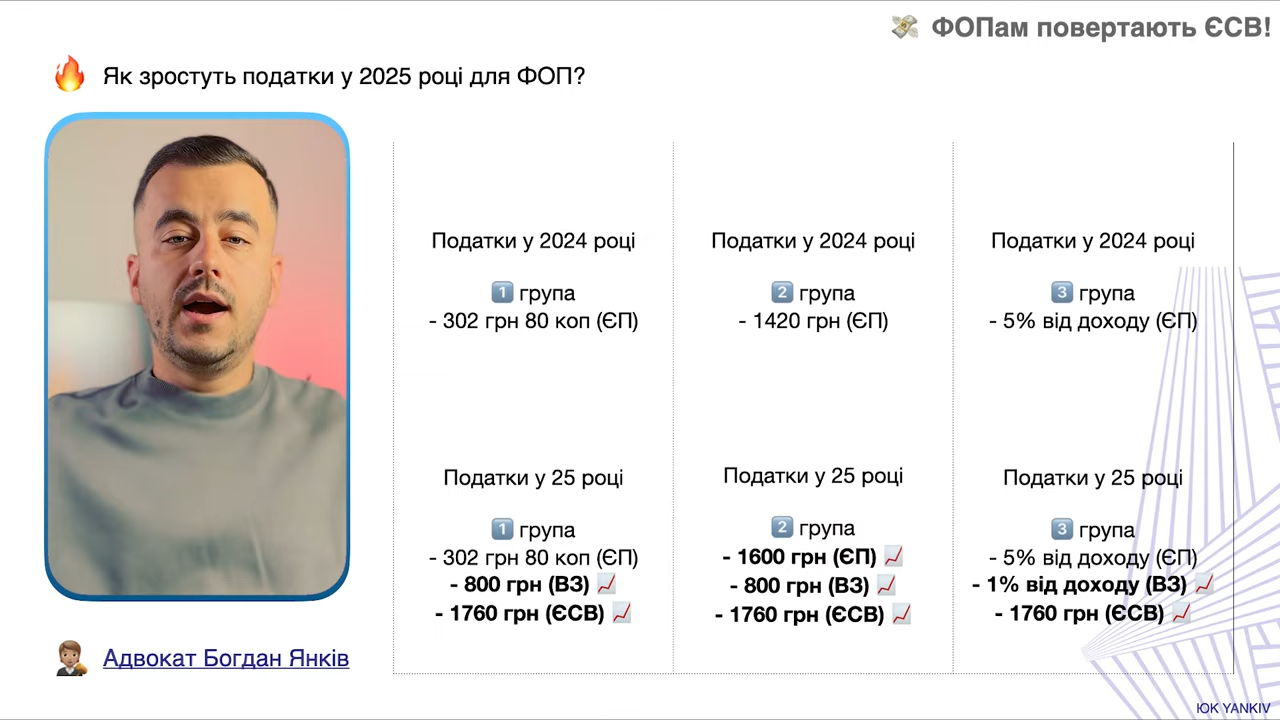 ФОПам повертають ЄСВ!
Як зростуть податки у 2025 році для ФОП?
Податки у 2024 році
1 група
- 302 грн 80 коп (ЄП)
Податки у 2024 році
2 група
- 1420 грн (ЄП)
Податки у 2024 році
3 група
- 5% від доходу (ЄП)
Податки у 25 році
1 група
- 302 грн 80 коп (ЄП)
- 800 грн (ВЗ)
- 1760 грн (ЄСВ)
Податки у 25 році
2 група
- 1600 грн (ЄП)
- 800 грн (ВЗ)
- 1760 грн (ЄСВ)
Податки у 25 році
3 група
- 5% від доходу (ЄП)
- 1% від доходу (ВЗ)
- 1760 грн (ЄСВ)
Адвокат Богдан Янків
ЮК YANKIV